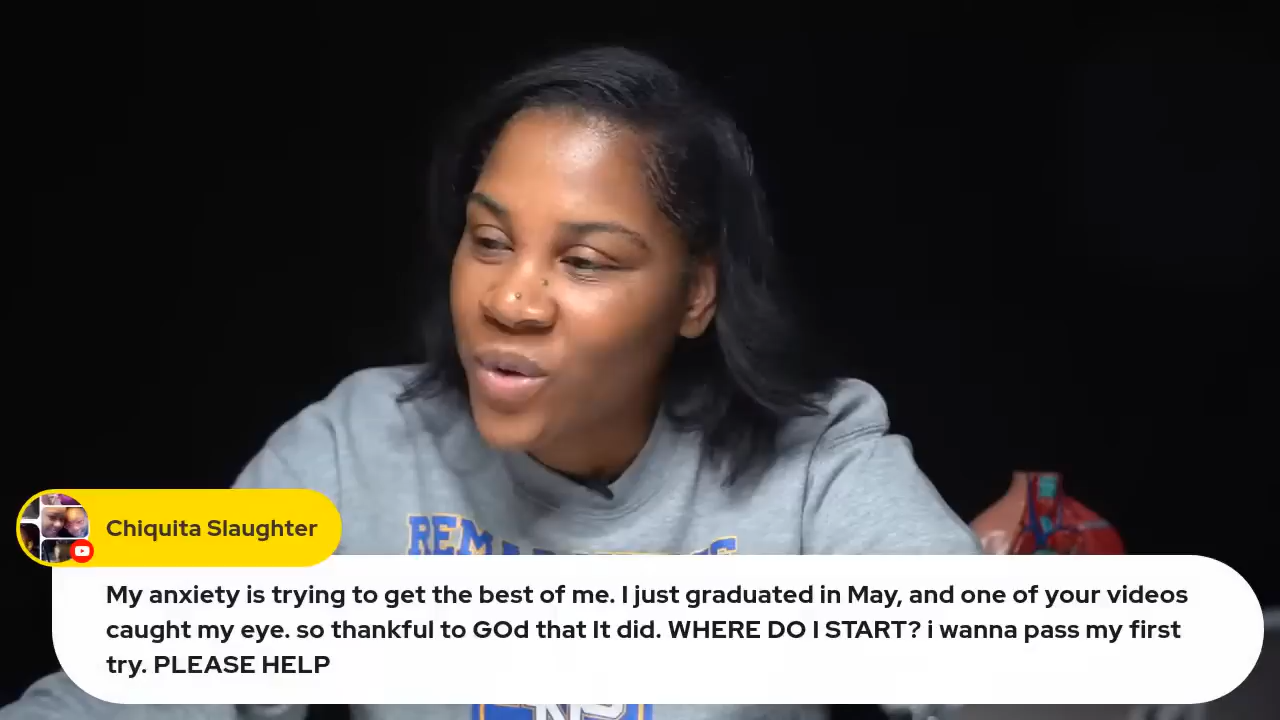 Chiquita Slaughter
My anxiety is trying to get the best of me. I just graduated in May, and one of your videos
caught my eye. so thankful to GOd that It did. WHERE DO I START? i wanna pass my first
try. PLEASE HELP